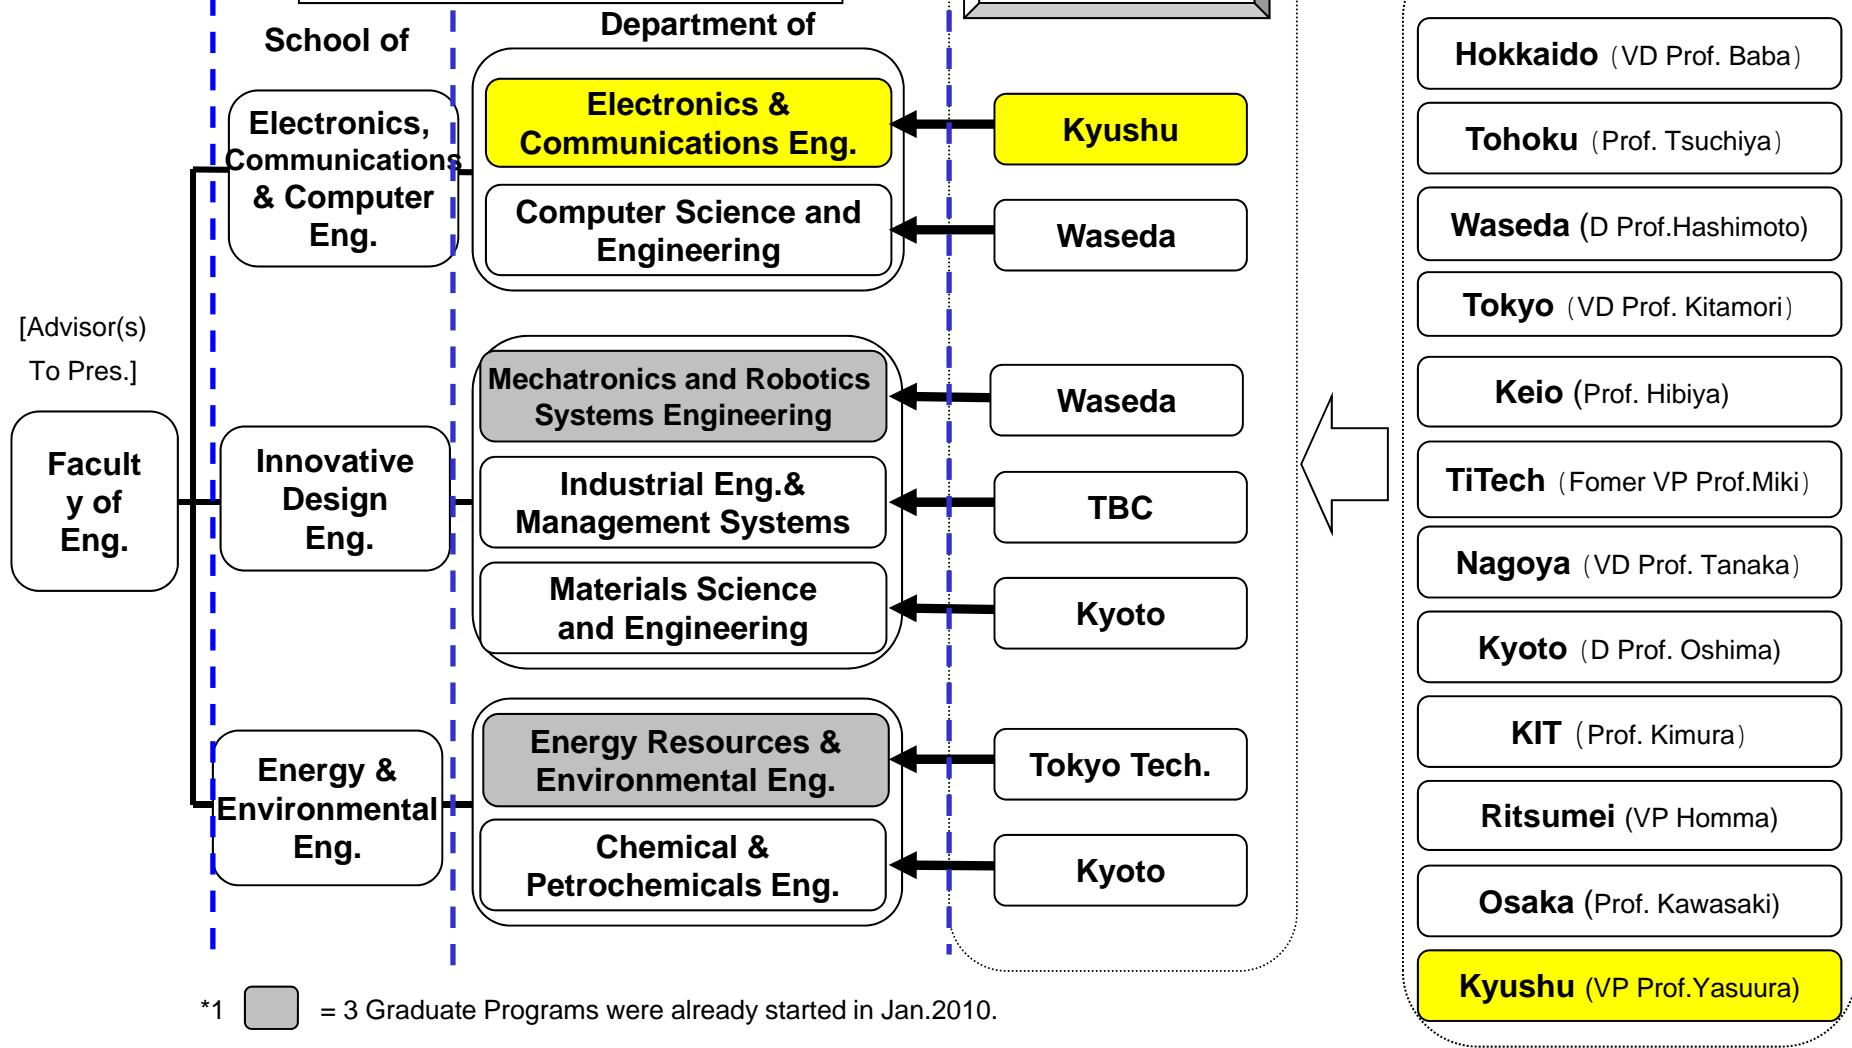 School of
Department of
[Advisor(s)
To Pres.]
Facult
y of
Eng.
Electronics,
Communications
& Computer
Eng.
Innovative
Design
Eng.
Energy &
Environmental
Eng.
Electronics &
Communications Eng.
Computer Science and
Engineering
Mechatronics and Robotics
Systems Engineering
Industrial Eng.&
Management Systems
Materials Science
and Engineering
Energy Resources &
Environmental Eng.
Chemical &
Petrochemicals Eng.
Kyushu
Waseda
Waseda
TBC
Kyoto
Tokyo Tech.
Kyoto
Hokkaido（VD Prof. Baba）
Tohoku（Prof. Tsuchiya）
Waseda (D Prof.Hashimoto)
Tokyo（VD Prof. Kitamori）
Keio (Prof. Hibiya)
TiTech（Fomer VP Prof.Miki）
Nagoya（VD Prof. Tanaka）
Kyoto（D Prof. Oshima)
KIT（Prof. Kimura）
Ritsumei (VP Homma)
Osaka (Prof. Kawasaki)
Kyushu (VP Prof.Yasuura)
*1 = 3 Graduate Programs were already started in Jan.2010.